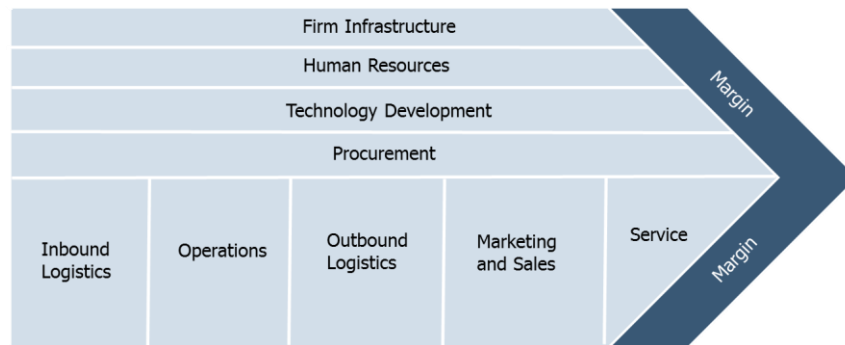 Firm Infrastructure
Human Resources
Technology Development
Procurement
Inbound
Logistics
Operations
Outbound
Logistics
Marketing
and Sales
Service
Margin
Margin